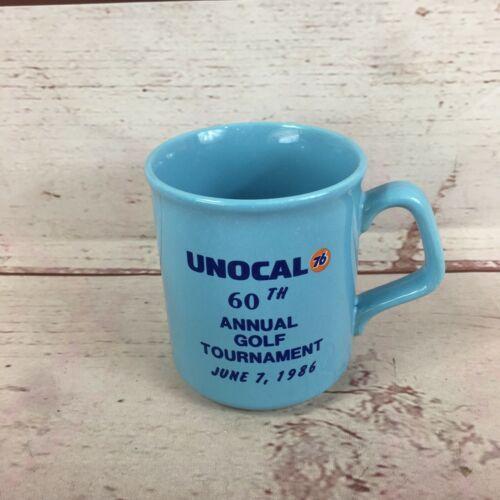 UNOCAL 76
60TH
ANNUAL
GOLF
TOURNAMENT
JUNE 7, 1986